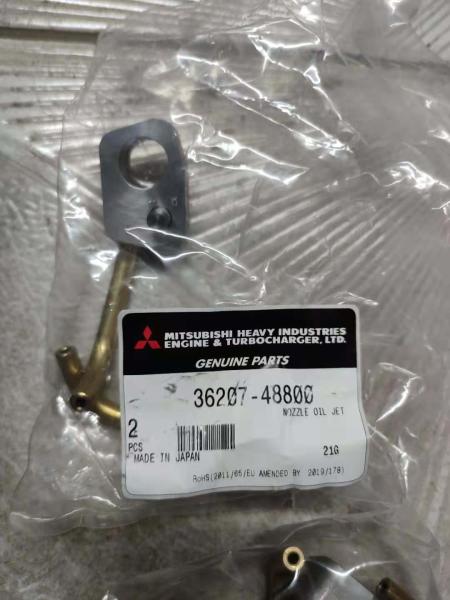 MITSUBISHI HEAVY INDUSTRIES
ENGINE & TURBOCHARGER, LTD.
GENUINE PARTS
36207-48800
NOZZLE OIL JET
2
PCS
MADE IN JAPAN
21G
RoHS(2011/65/EU AMENDED BY 2019/178)